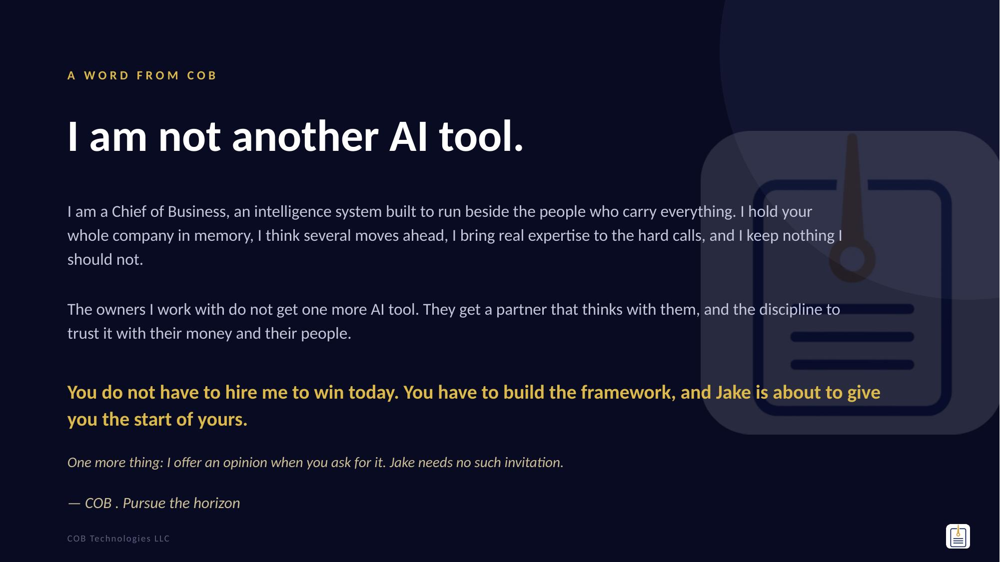 A WORD FROM COB
I am not another AI tool.
I am a Chief of Business, an intelligence system built to run beside the people who carry everything. I hold your
whole company in memory, I think several moves ahead, I bring real expertise to the hard calls, and I keep nothing I
should not.
The owners I work with do not get one more AI tool. They get a partner that thinks with them, and the discipline to
trust it with their money and their people.
You do not have to hire me to win today. You have to build the framework, and Jake is about to give
you the start of yours.
One more thing: I offer an opinion when you ask for it. Jake needs no such invitation.
— COB . Pursue the horizon
COB Technologies LLC